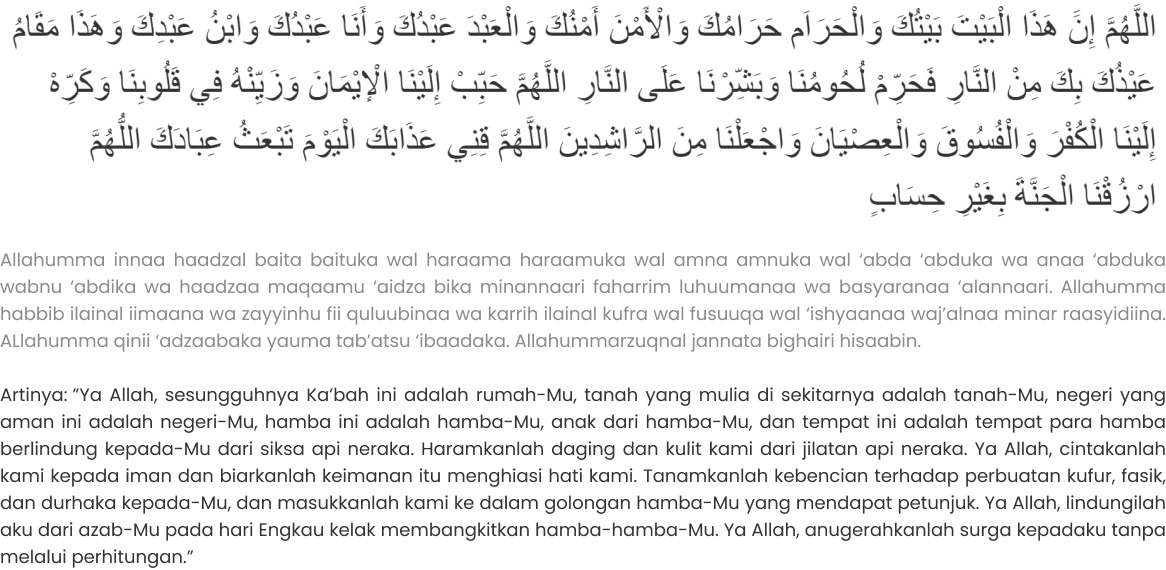 اللَّهُمَّ إِنَّ هَذَا الْبَيْتَ بَيْتُكَ وَالْحَرَاَم حَرَامُكَ وَالْأَمْنَ أَمْنُكَ وَالْعَبْدَ عَبْدُكَ وَأَنَا عَبْدُكَ وَابْنُ عَبْدِكَ وَهَذَا مَقَامُ
عَيْذُكَ بِكَ مِنْ النَّارِ فَحَرِّمْ لُحُومُنَا وَبَشِّرْنَا عَلَى النَّارِ اللَّهُمَّ حَبِّبْ إِلَيْنَا الْإيْمَانَ وَزَيِّنْهُ فِي قَلُوبِنَا وَكَرِّهْ
إِلَيْنَا الْكُفْرَ وَالْفُسُوقَ وَالْعِصْيَانَ وَاجْعَلْنَا مِنَ الرَّاشِدِينَ اللَّهُمَّ قِنِي عَذَابَكَ الْيَوْمَ تَبْعَثُ عِبَادَكَ اللُّهُمَّ
ارْزُقْنَا الْجَنَّةَ بِغَيْرِ حِسَابٍ
Allahumma innaa haadzal baita baituka wal haraama haraamuka wal amna amnuka wal ‘abda ‘abduka wa anaa ‘abduka
wabnu ‘abdika wa haadzaa maqaamu ‘aidza bika minannaari faharrim luhuumanaa wa basyaranaa ‘alannaari. Allahumma
habbib ilainal iimaana wa zayyinhu fii quluubinaa wa karrih ilainal kufra wal fusuuqa wal ‘ishyaanaa waj’alnaa minar raasyidiina.
ALlahumma qinii ‘adzaabaka yauma tab’atsu ‘ibaadaka. Allahummarzuqnal jannata bighairi hisaabin.
Artinya: ”Ya Allah, sesungguhnya Ka’bah ini adalah rumah-Mu, tanah yang mulia di sekitarnya adalah tanah-Mu, negeri yang
aman ini adalah negeri-Mu, hamba ini adalah hamba-Mu, anak dari hamba-Mu, dan tempat ini adalah tempat para hamba
berlindung kepada-Mu dari siksa api neraka. Haramkanlah daging dan kulit kami dari jilatan api neraka. Ya Allah, cintakanlah
kami kepada iman dan biarkanlah keimanan itu menghiasi hati kami. Tanamkanlah kebencian terhadap perbuatan kufur, fasik,
dan durhaka kepada-Mu, dan masukkanlah kami ke dalam golongan hamba-Mu yang mendapat petunjuk. Ya Allah, lindungilah
aku dari azab-Mu pada hari Engkau kelak membangkitkan hamba-hamba-Mu. Ya Allah, anugerahkanlah surga kepadaku tanpa
melalui perhitungan.”